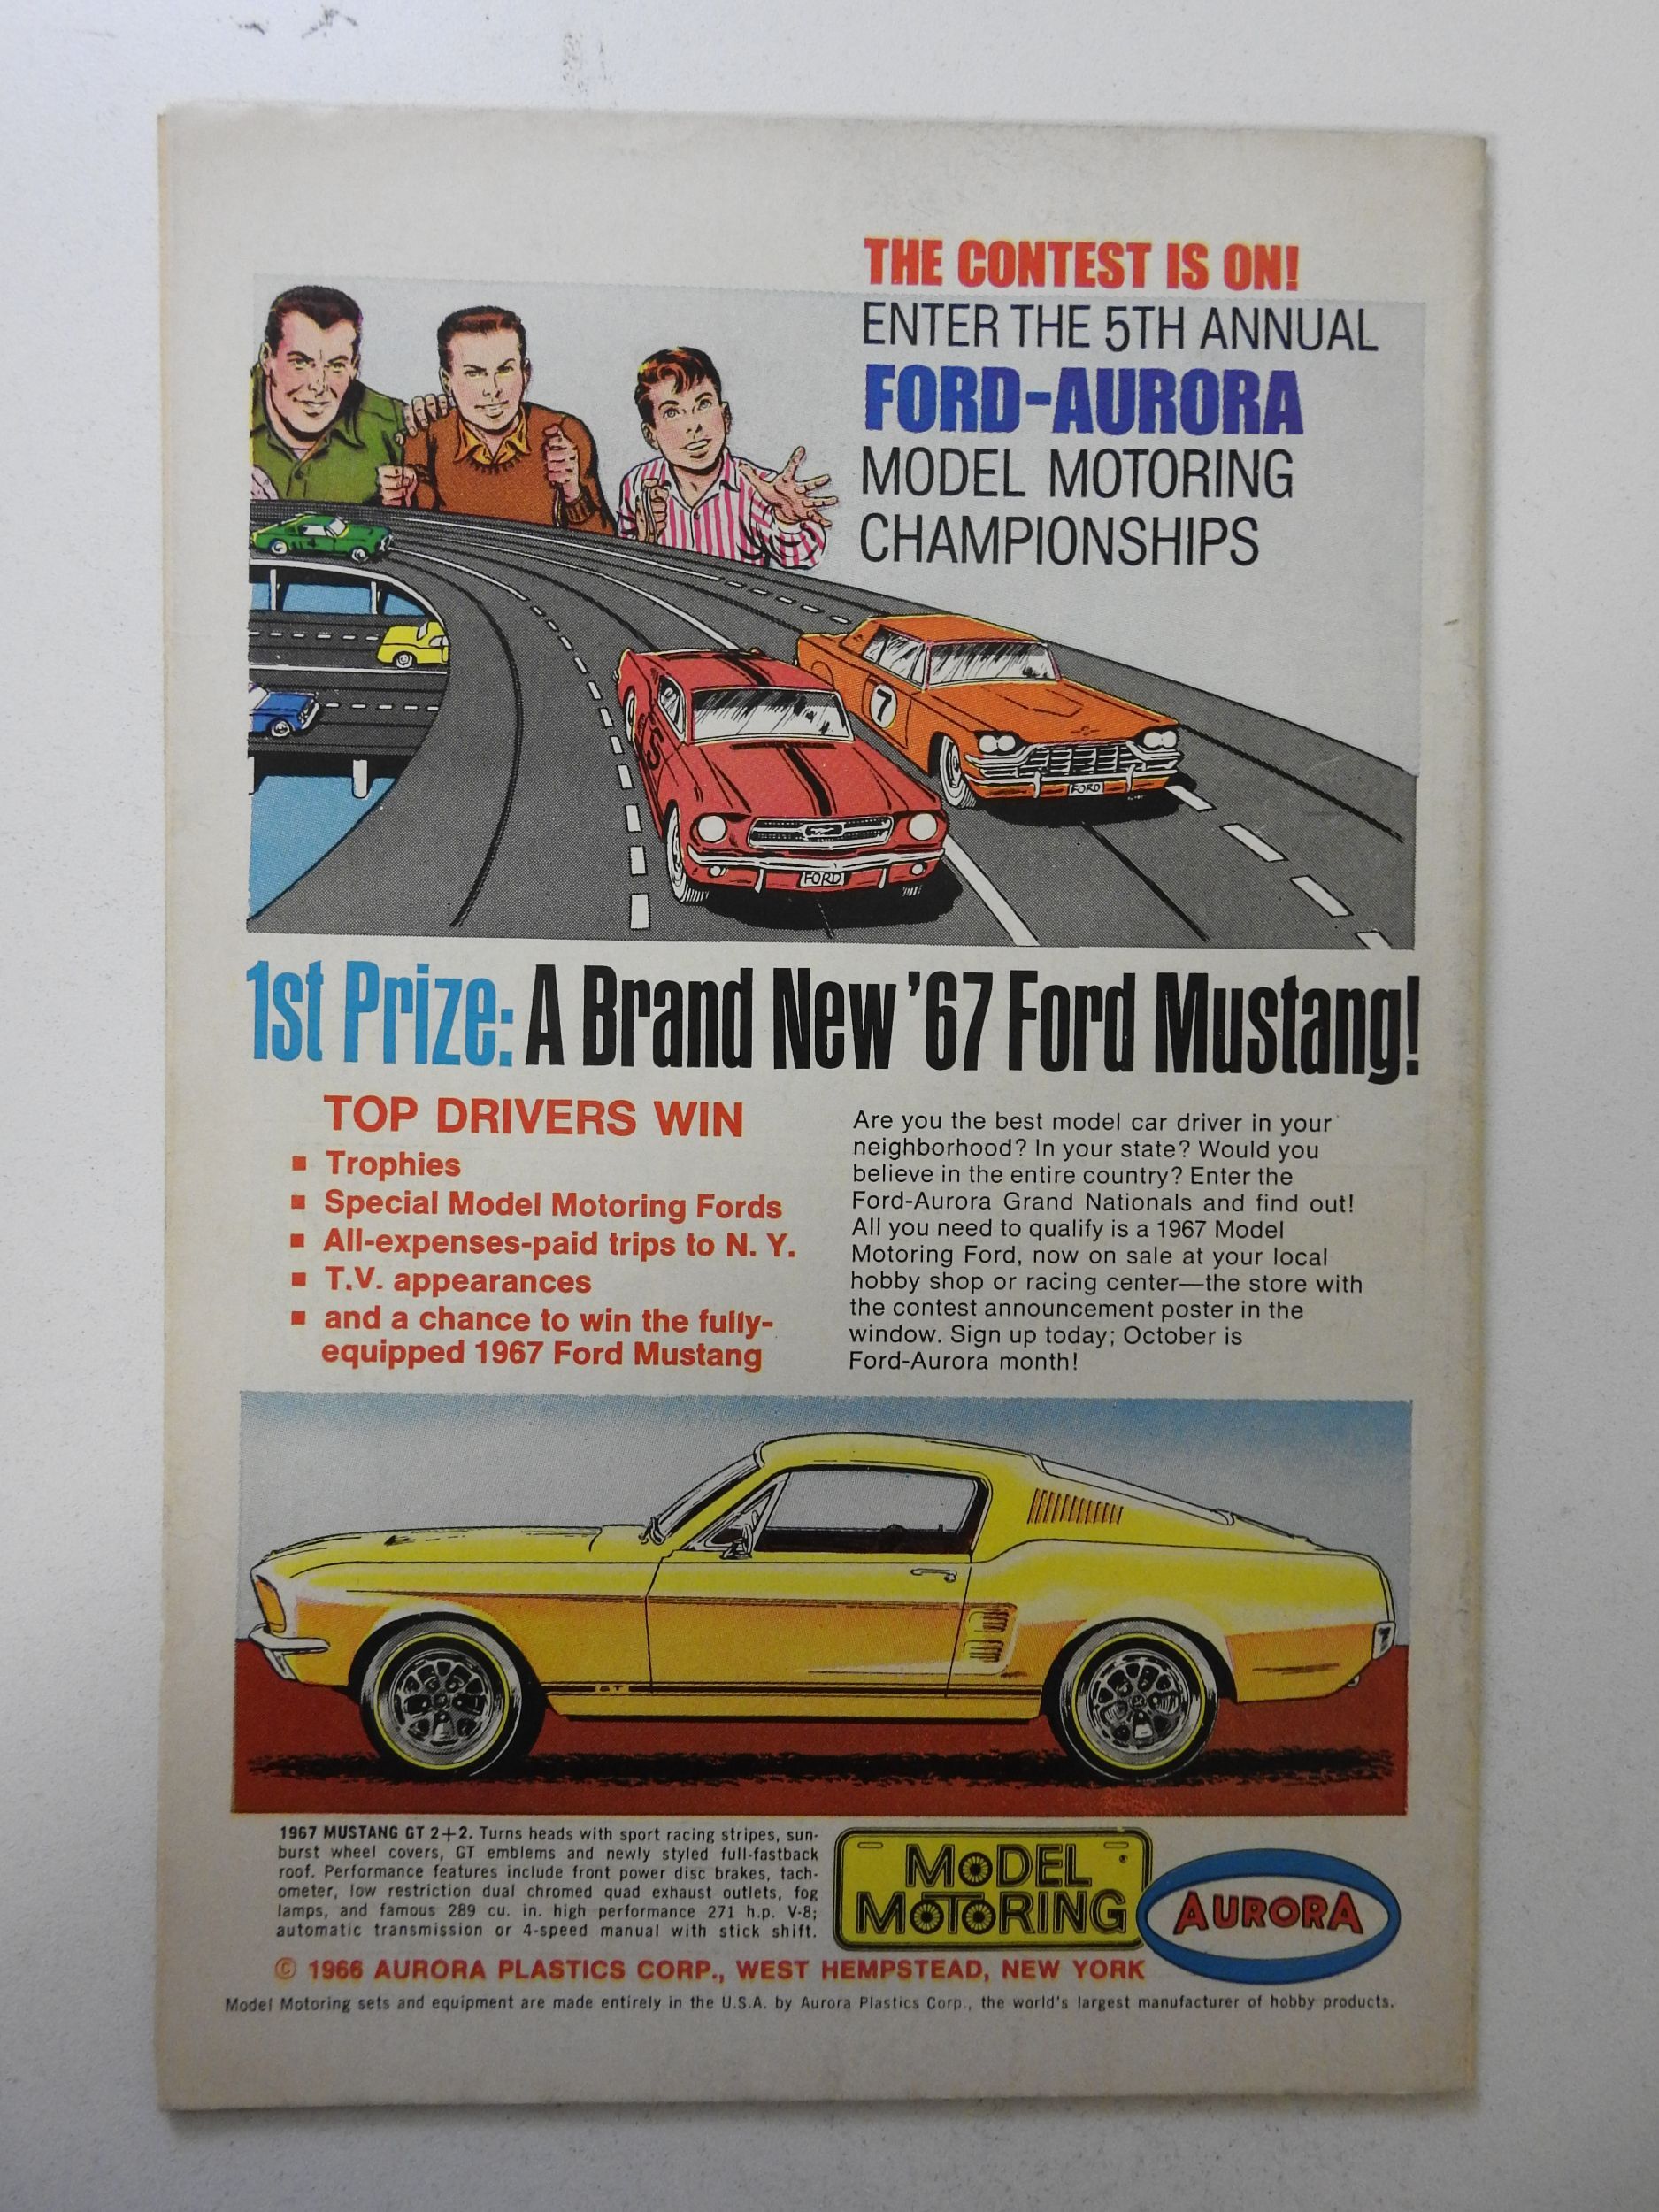 THE CONTEST IS ON!
ENTER THE 5TH ANNUAL
FORD-AURORA
MODEL MOTORING
CHAMPIONSHIPS
7
5
FORD
FORD
1st Prize: A Brand New '67 Ford Mustang!
TOP DRIVERS WIN
▪ Trophies
▪ Special Model Motoring Fords
▪ All-expenses-paid trips to N. Y.
▪ T.V. appearances
▪ and a chance to win the fully-
equipped 1967 Ford Mustang
Are you the best model car driver in your
neighborhood? In your state? Would you
believe in the entire country? Enter the
Ford-Aurora Grand Nationals and find out!
All you need to qualify is a 1967 Model
Motoring Ford, now on sale at your local
hobby shop or racing center—the store with
the contest announcement poster in the
window. Sign up today; October is
Ford-Aurora month!
1967 MUSTANG GT 2+2. Turns heads with sport racing stripes, sun-
burst wheel covers, GT emblems and newly styled full-fastback
roof. Performance features include front power disc brakes, tach-
ometer, low restriction dual chromed quad exhaust outlets, fog
lamps, and famous 289 cu. in. high performance 271 h.p. V-8;
automatic transmission or 4-speed manual with stick shift.
MODEL
MOTORING
AURORA
© 1966 AURORA PLASTICS CORP., WEST HEMPSTEAD, NEW YORK
Model Motoring sets and equipment are made entirely in the U.S.A. by Aurora Plastics Corp., the world's largest manufacturer of hobby products.